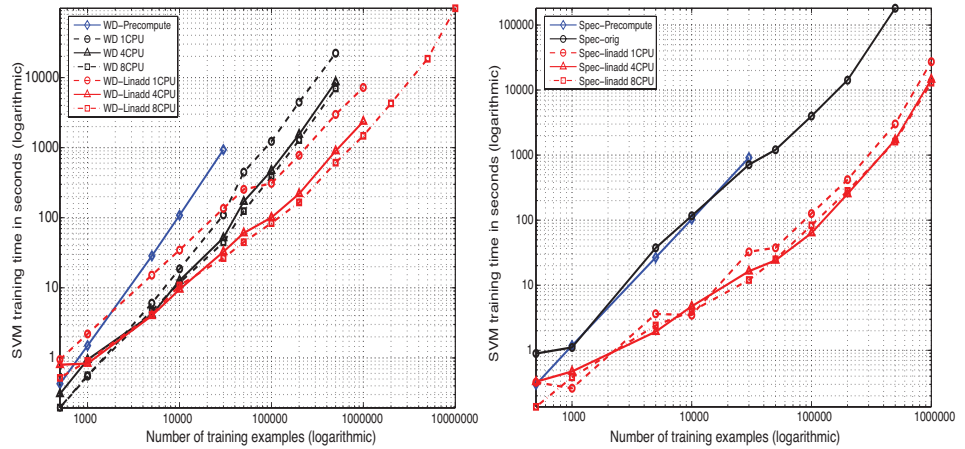 WD-Precompute
WD 1CPU
WD 4CPU
WD 8CPU
WD-Linadd 1CPU
WD-Linadd 4CPU
WD-Linadd 8CPU
10000
1000
100
10
1
SVM training time in seconds (logarithmic)
1000 10000 100000 1000000 10000000
Number of training examples (logarithmic)
Spec-Precompute
Spec-orig
Spec-linadd 1CPU
Spec-linadd 4CPU
Spec-linadd 8CPU
100000
10000
1000
100
10
1
SVM training time in seconds (logarithmic)
1000 10000 100000 1000000
Number of training examples (logarithmic)